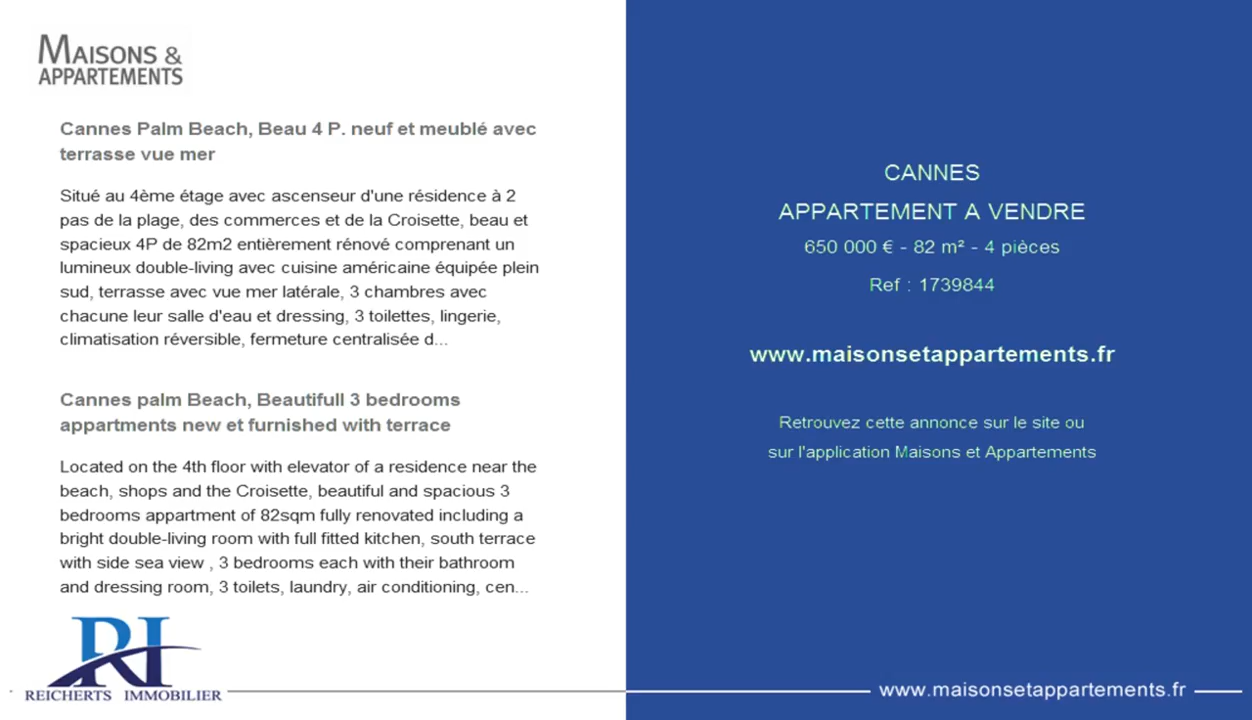 MAISONS &
APPARTEMENTS
Cannes Palm Beach, Beau 4 P. neuf et meublé avec
terrasse vue mer
Situé au 4ème étage avec ascenseur d'une résidence à 2
pas de la plage, des commerces et de la Croisette, beau et
spacieux 4P de 82m2 entièrement rénové comprenant un
lumineux double-living avec cuisine américaine équipée plein
sud, terrasse avec vue mer latérale, 3 chambres avec
chacune leur salle d'eau et dressing, 3 toilettes, lingerie,
climatisation réversible, fermeture centralisée d...
Cannes palm Beach, Beautifull 3 bedrooms
appartments new et furnished with terrace
Located on the 4th floor with elevator of a residence near the
beach, shops and the Croisette, beautiful and spacious 3
bedrooms appartment of 82sqm fully renovated including a
bright double-living room with full fitted kitchen, south terrace
with side sea view , 3 bedrooms each with their bathroom
and dressing room, 3 toilets, laundry, air conditioning, cen...
RI
REICHERTS IMMOBILIER
CANNES
APPARTEMENT A VENDRE
650 000 € - 82 m² - 4 pièces
Ref : 1739844
www.maisonsetappartements.fr
Retrouvez cette annonce sur le site ou
sur l'application Maisons et Appartements
www.maisonsetappartements.fr